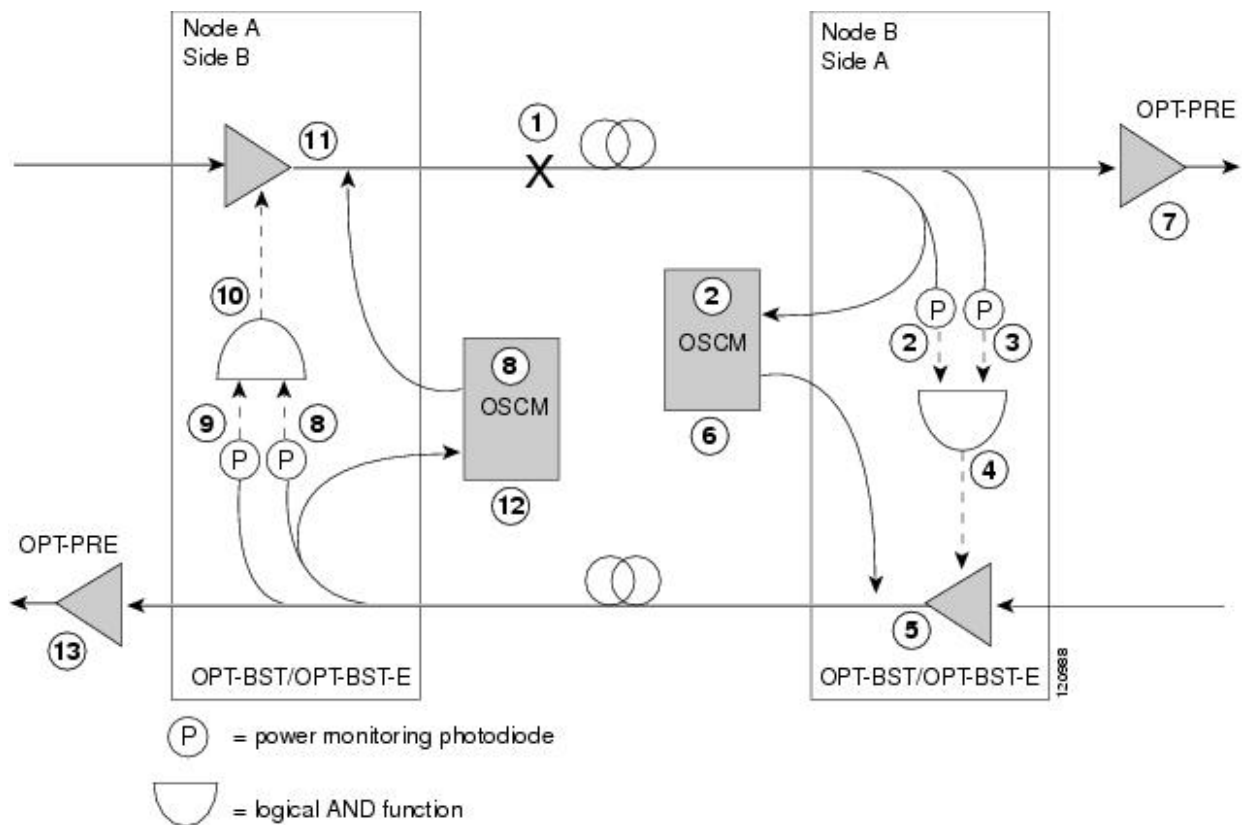 Node A
Side B
Node B
Side A
OPT-PRE
1
11
X
7
10
2
OSCM
P
P
2
3
8
OSCM
9
8
6
P
P
4
12
OPT-PRE
13
5
OPT-BST/OPT-BST-E
OPT-BST/OPT-BST-E
120988
P = power monitoring photodiode
= logical AND function